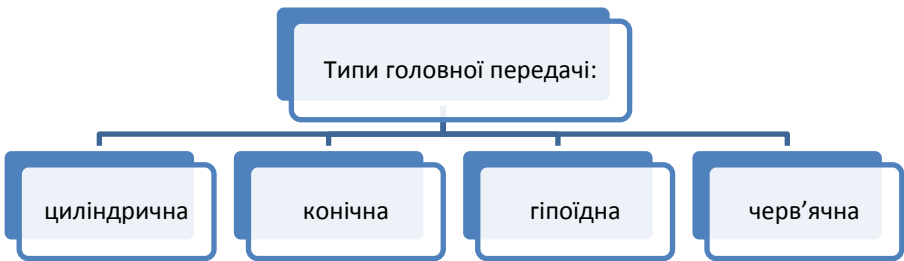 Типи головної передачі:
циліндрична
конічна
гіпоїдна
черв’ячна